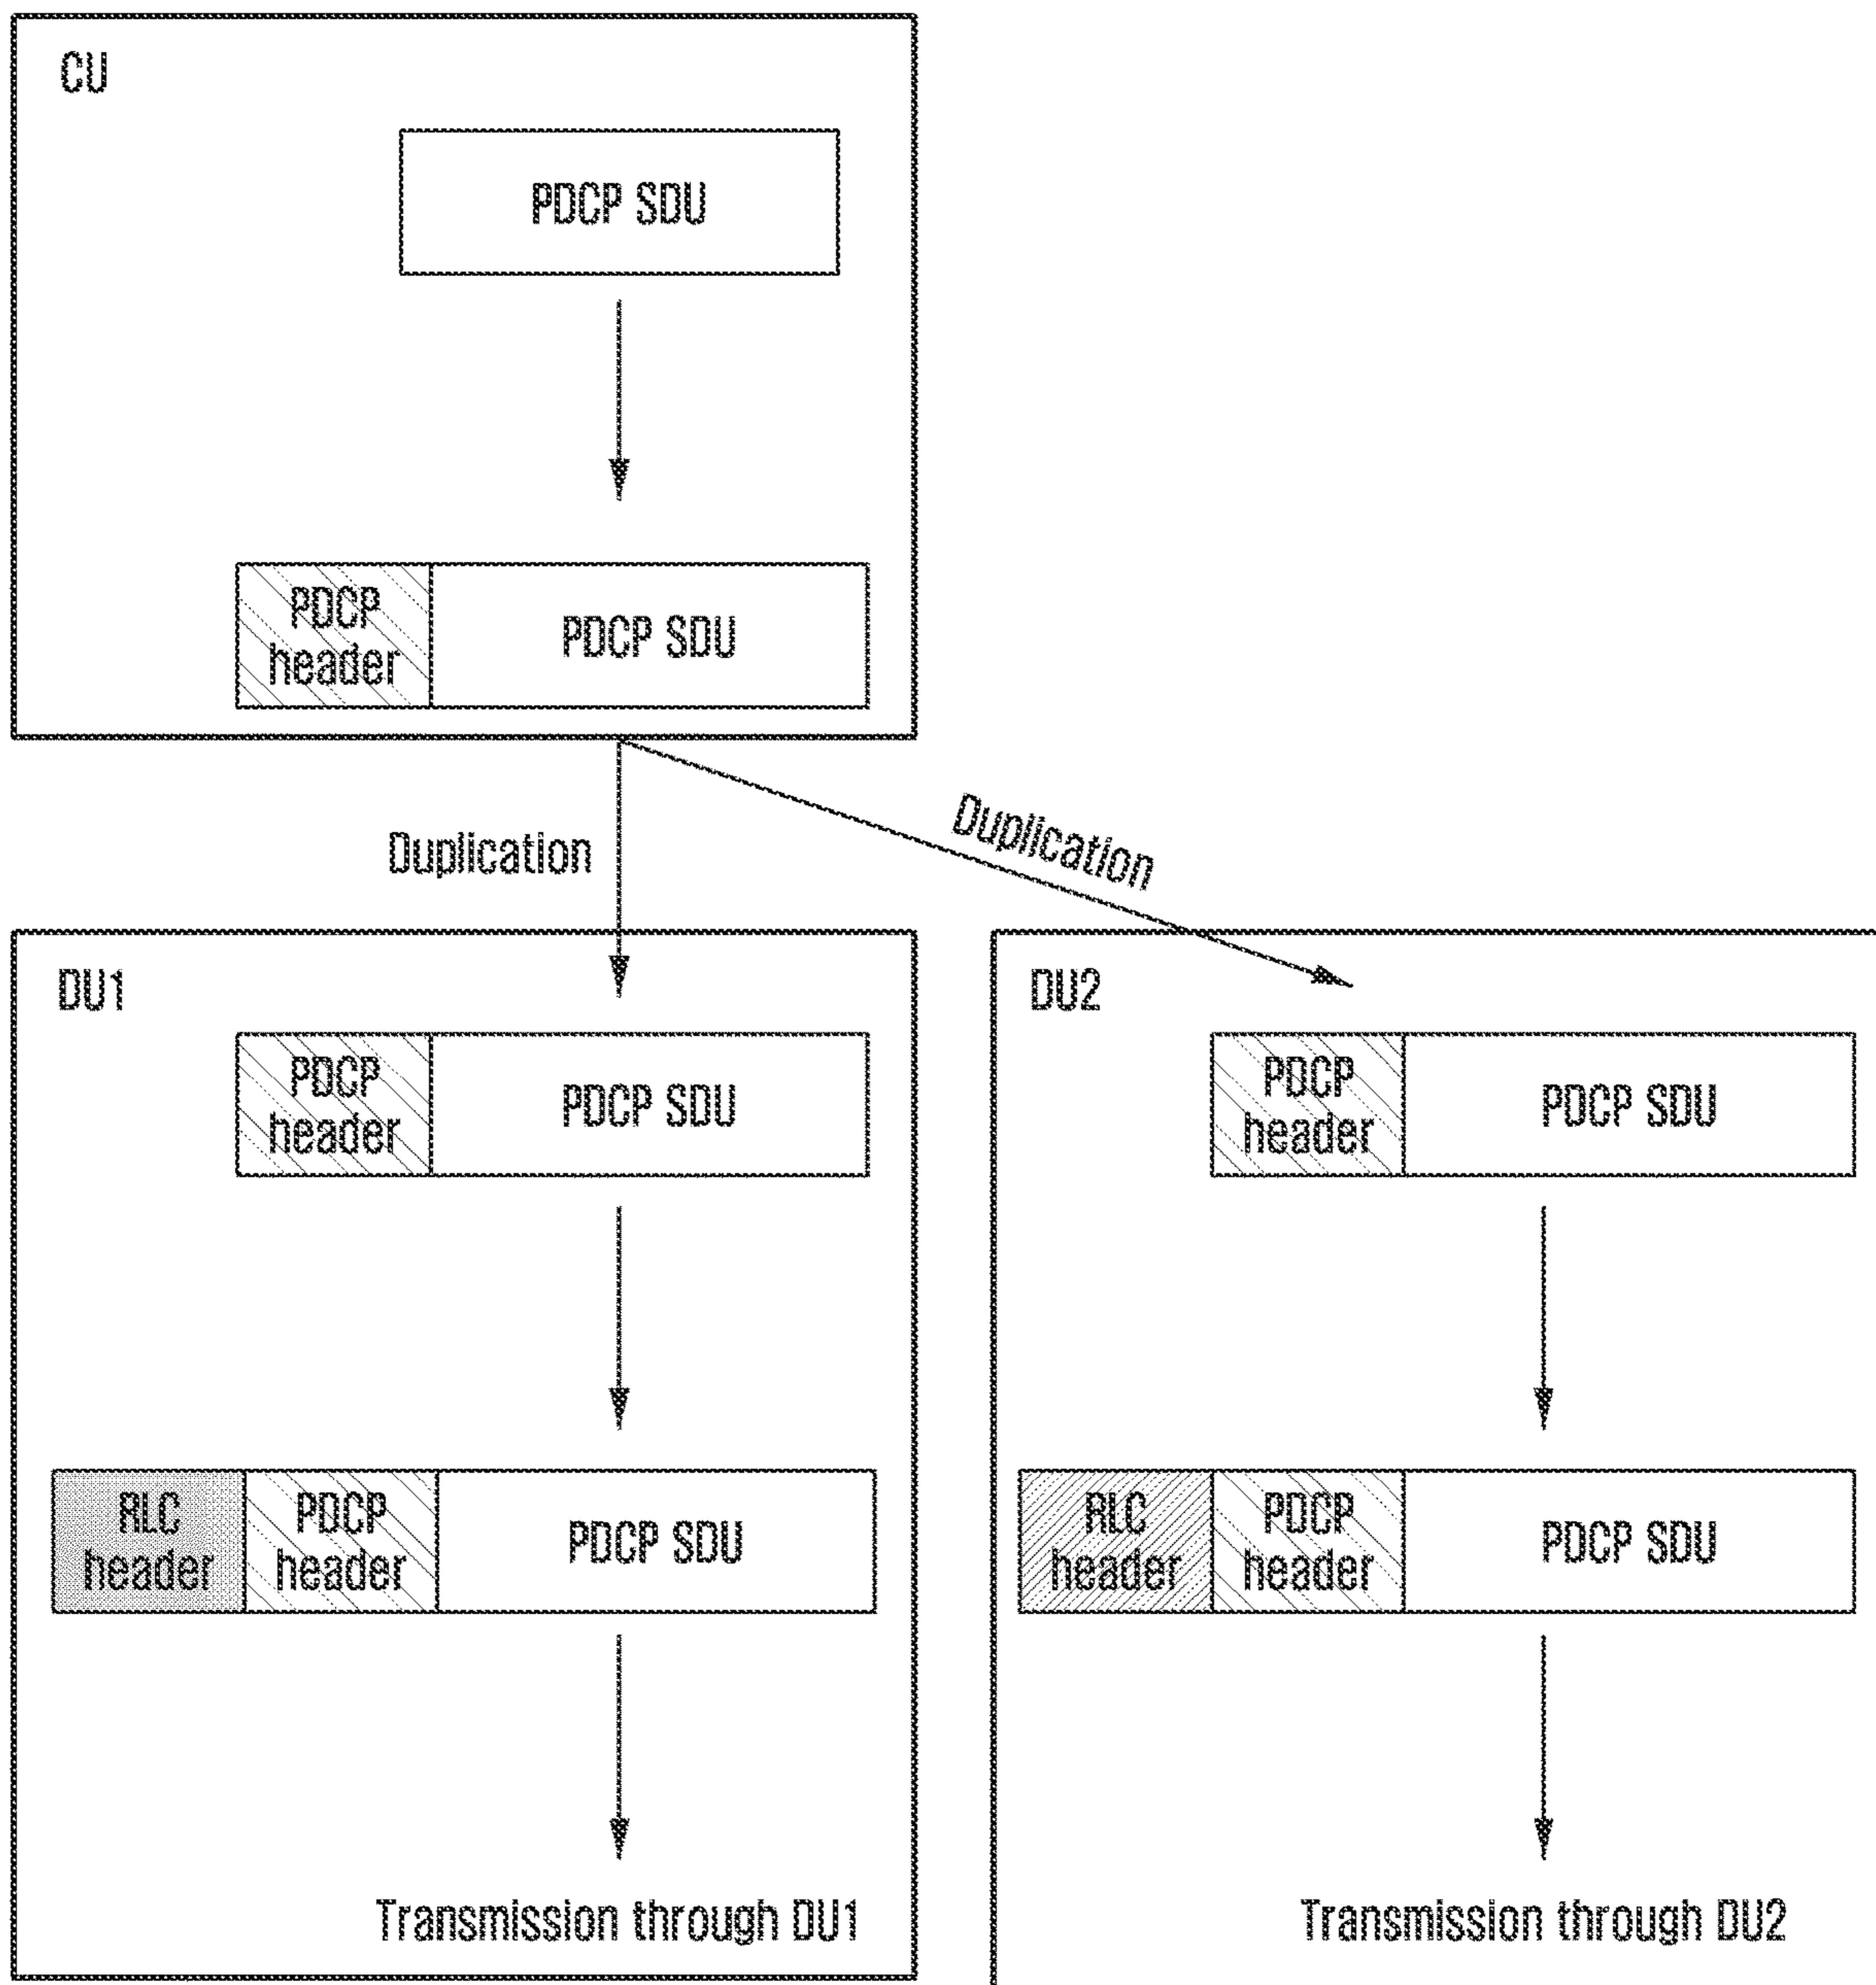 CU
PDCP SDU
PDCP
header
PDCP SDU
Duplication
Duplication
DU1
PDCP
header
PDCP SDU
RLC
header
PDCP
header
PDCP SDU
Transmission through DU1
DU2
PDCP
header
PDCP SDU
RLC
header
PDCP
header
PDCP SDU
Transmission through DU2